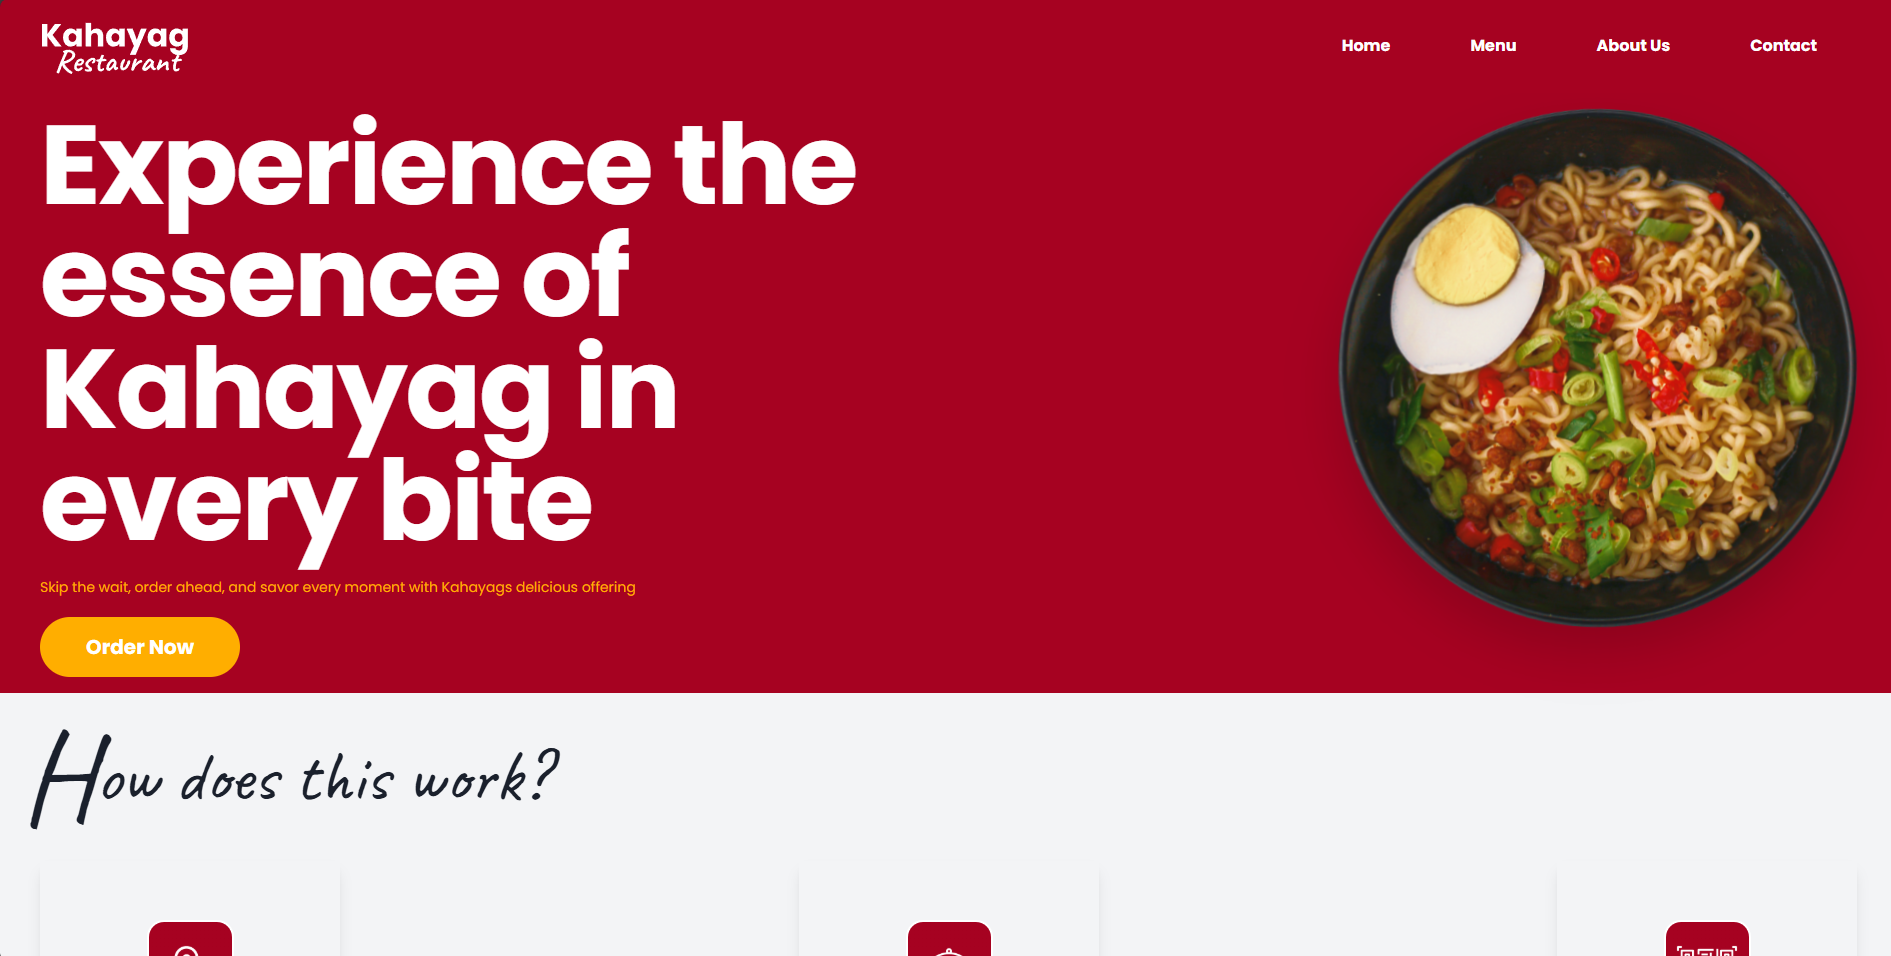 Kahayag
Restaurant
Home Menu About Us Contact
Experience the
essence of
Kahayag in
every bite
Skip the wait, order ahead, and savor every moment with Kahayags delicious offering
Order Now
How does this work?